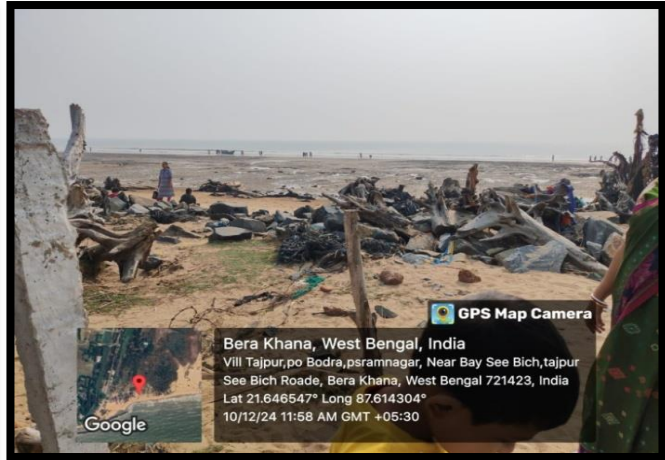 GPS Map Camera
Bera Khana, West Bengal, India
Vill Tajpur,po Bodra,psramnagar, Near Bay See Bich,tajpur
See Bich Roade, Bera Khana, West Bengal 721423, India
Lat 21.646547° Long 87.614304°
10/12/24 11:58 AM GMT +05:30
Google